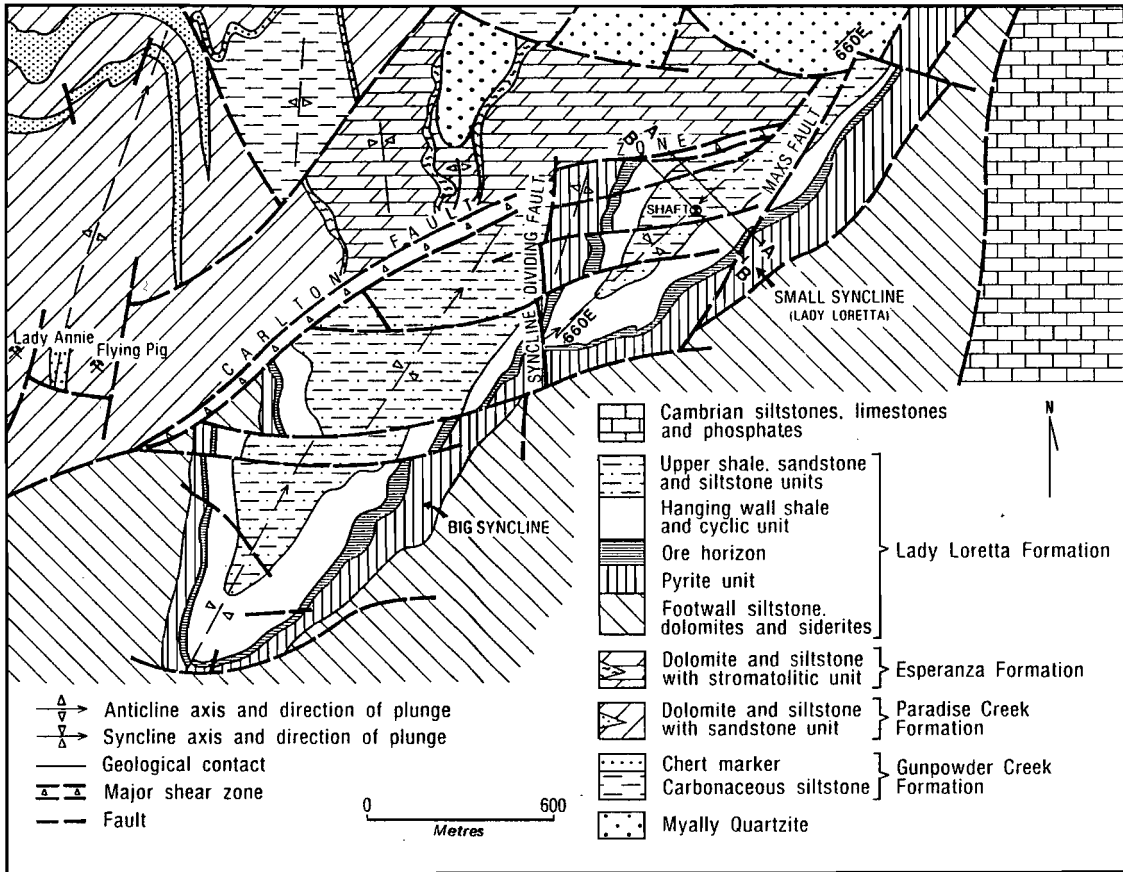 660E
A
B
ZONE
MAXS FAULT
SHAFT
CARLTON FAULT
SYNCLINE DIVIDING FAULT
A
B
SMALL SYNCLINE
(LADY LORETTA)
660E
Lady Annie
Flying Pig
BIG SYNCLINE
N
Cambrian siltstones, limestones
and phosphates
Upper shale, sandstone
and siltstone units
Hanging wall shale
and cyclic unit
Ore horizon
Lady Loretta Formation
Pyrite unit
Footwall siltstone,
dolomites and siderites
Dolomite and siltstone
with stromatolitic unit
Esperanza Formation
Dolomite and siltstone
with sandstone unit
Paradise Creek
Formation
Chert marker
Carbonaceous siltstone
Gunpowder Creek
Formation
Myally Quartzite
Anticline axis and direction of plunge
Syncline axis and direction of plunge
Geological contact
Major shear zone
Fault
0 600
Metres